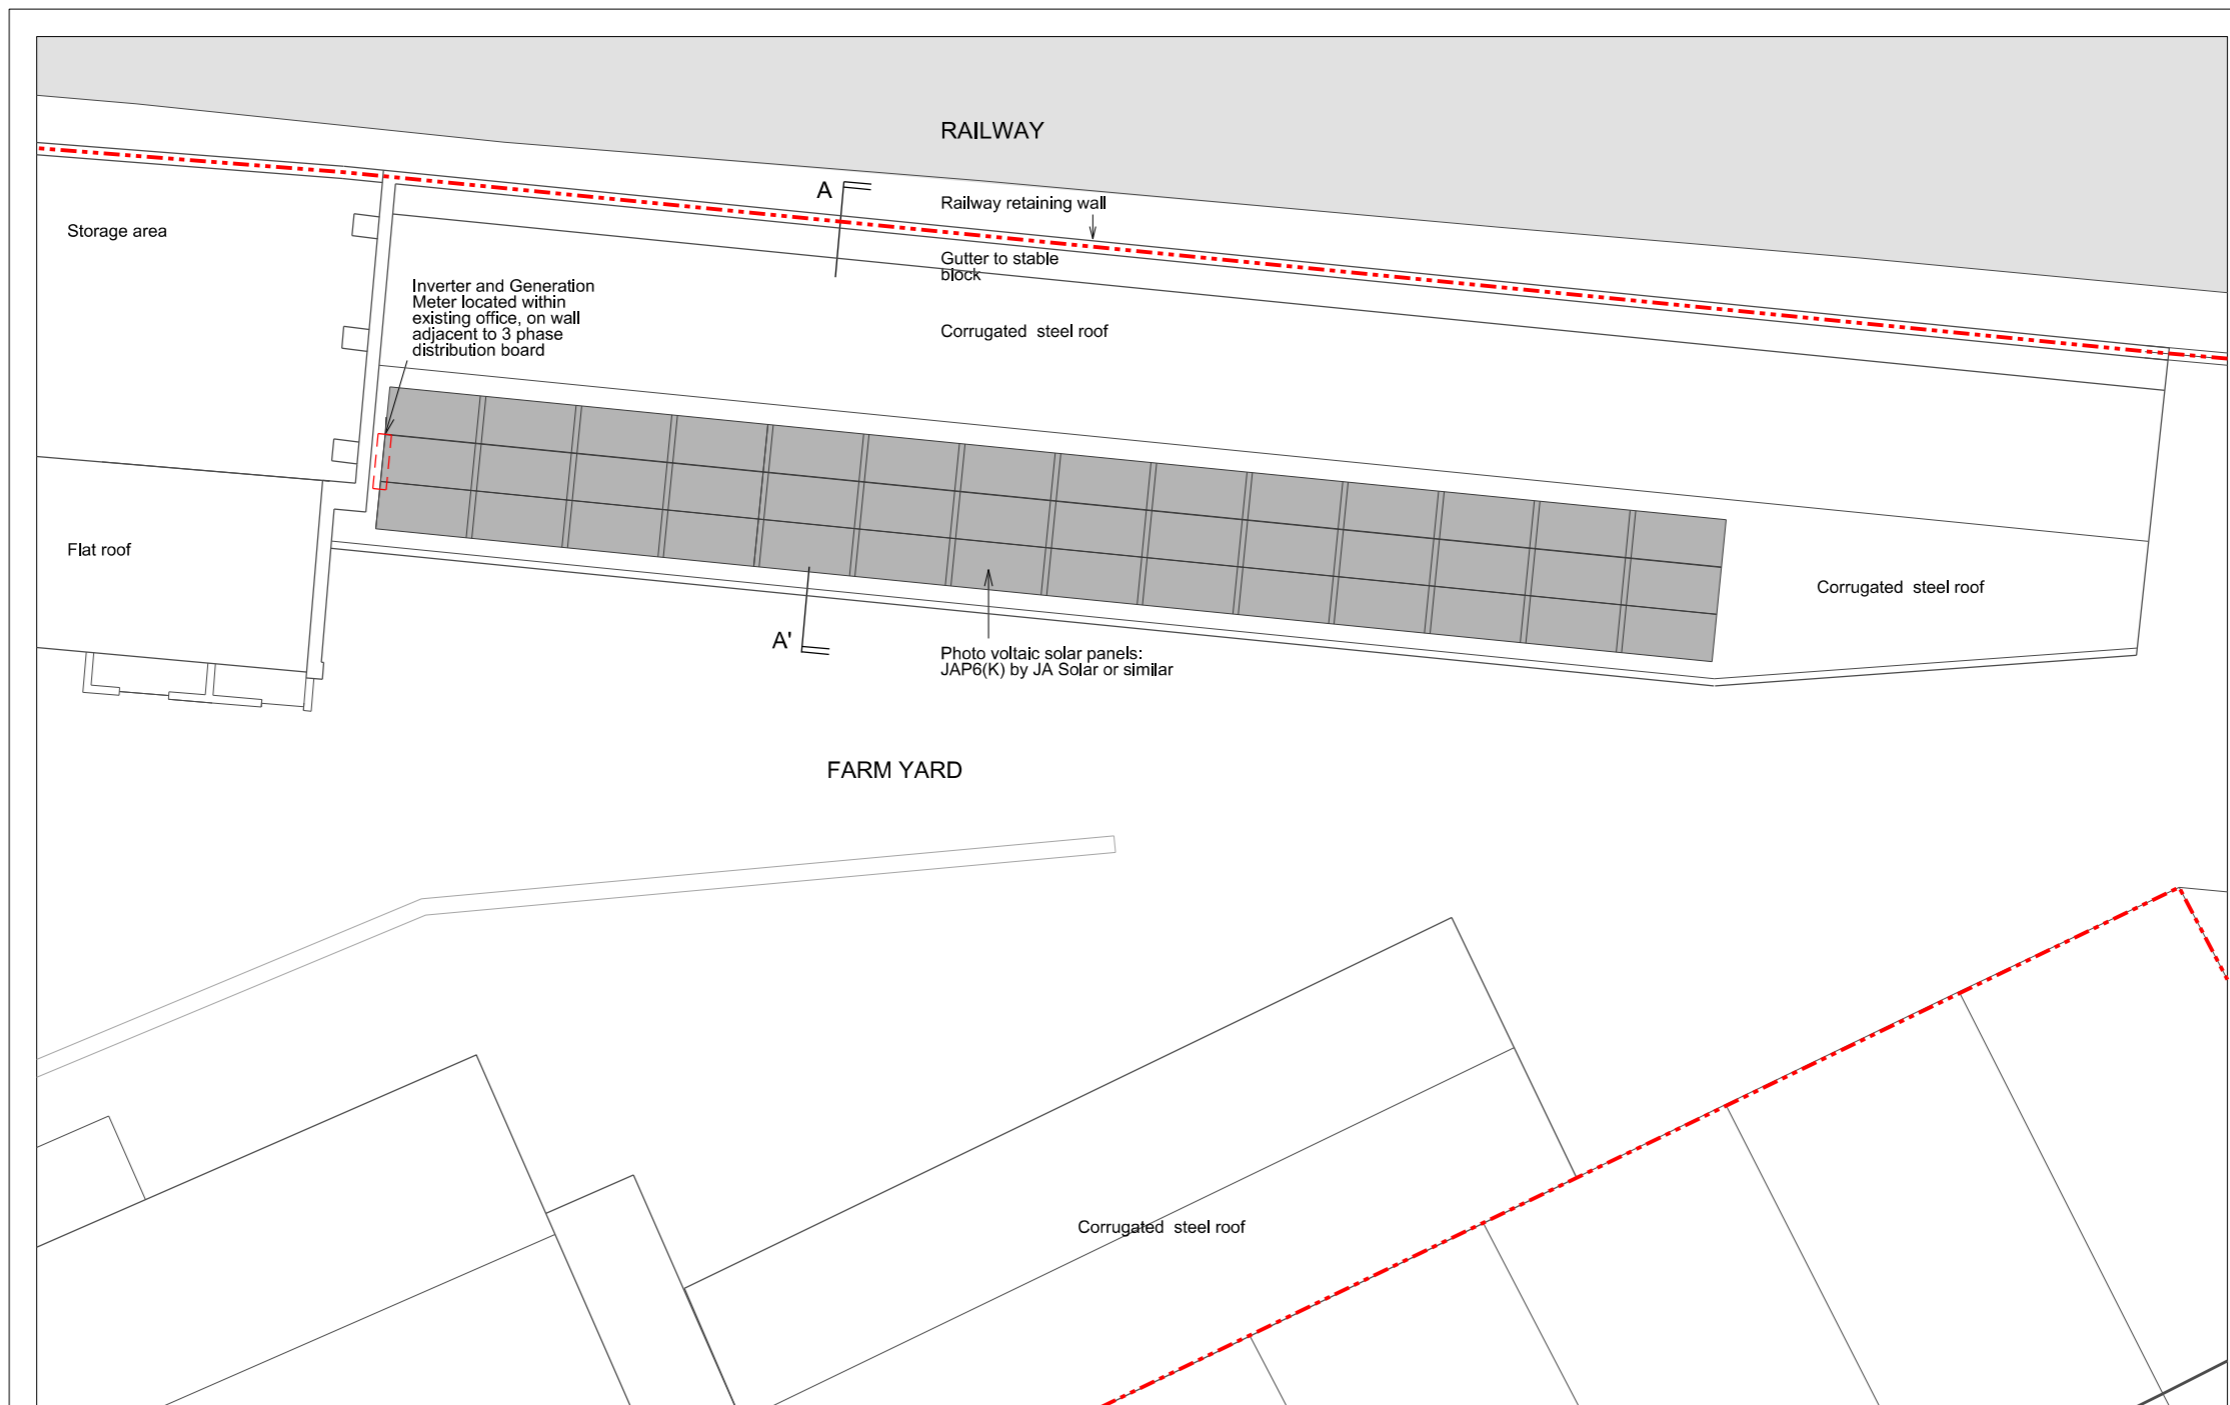 RAILWAY
A
Railway retaining wall
Storage area
Gutter to stable
block
Inverter and Generation
Meter located within
existing office, on wall
adjacent to 3 phase
distribution board
Corrugated steel roof
Flat roof
Corrugated steel roof
A'
Photo voltaic solar panels:
JAP6(K) by JA Solar or similar
FARM YARD
Corrugated steel roof